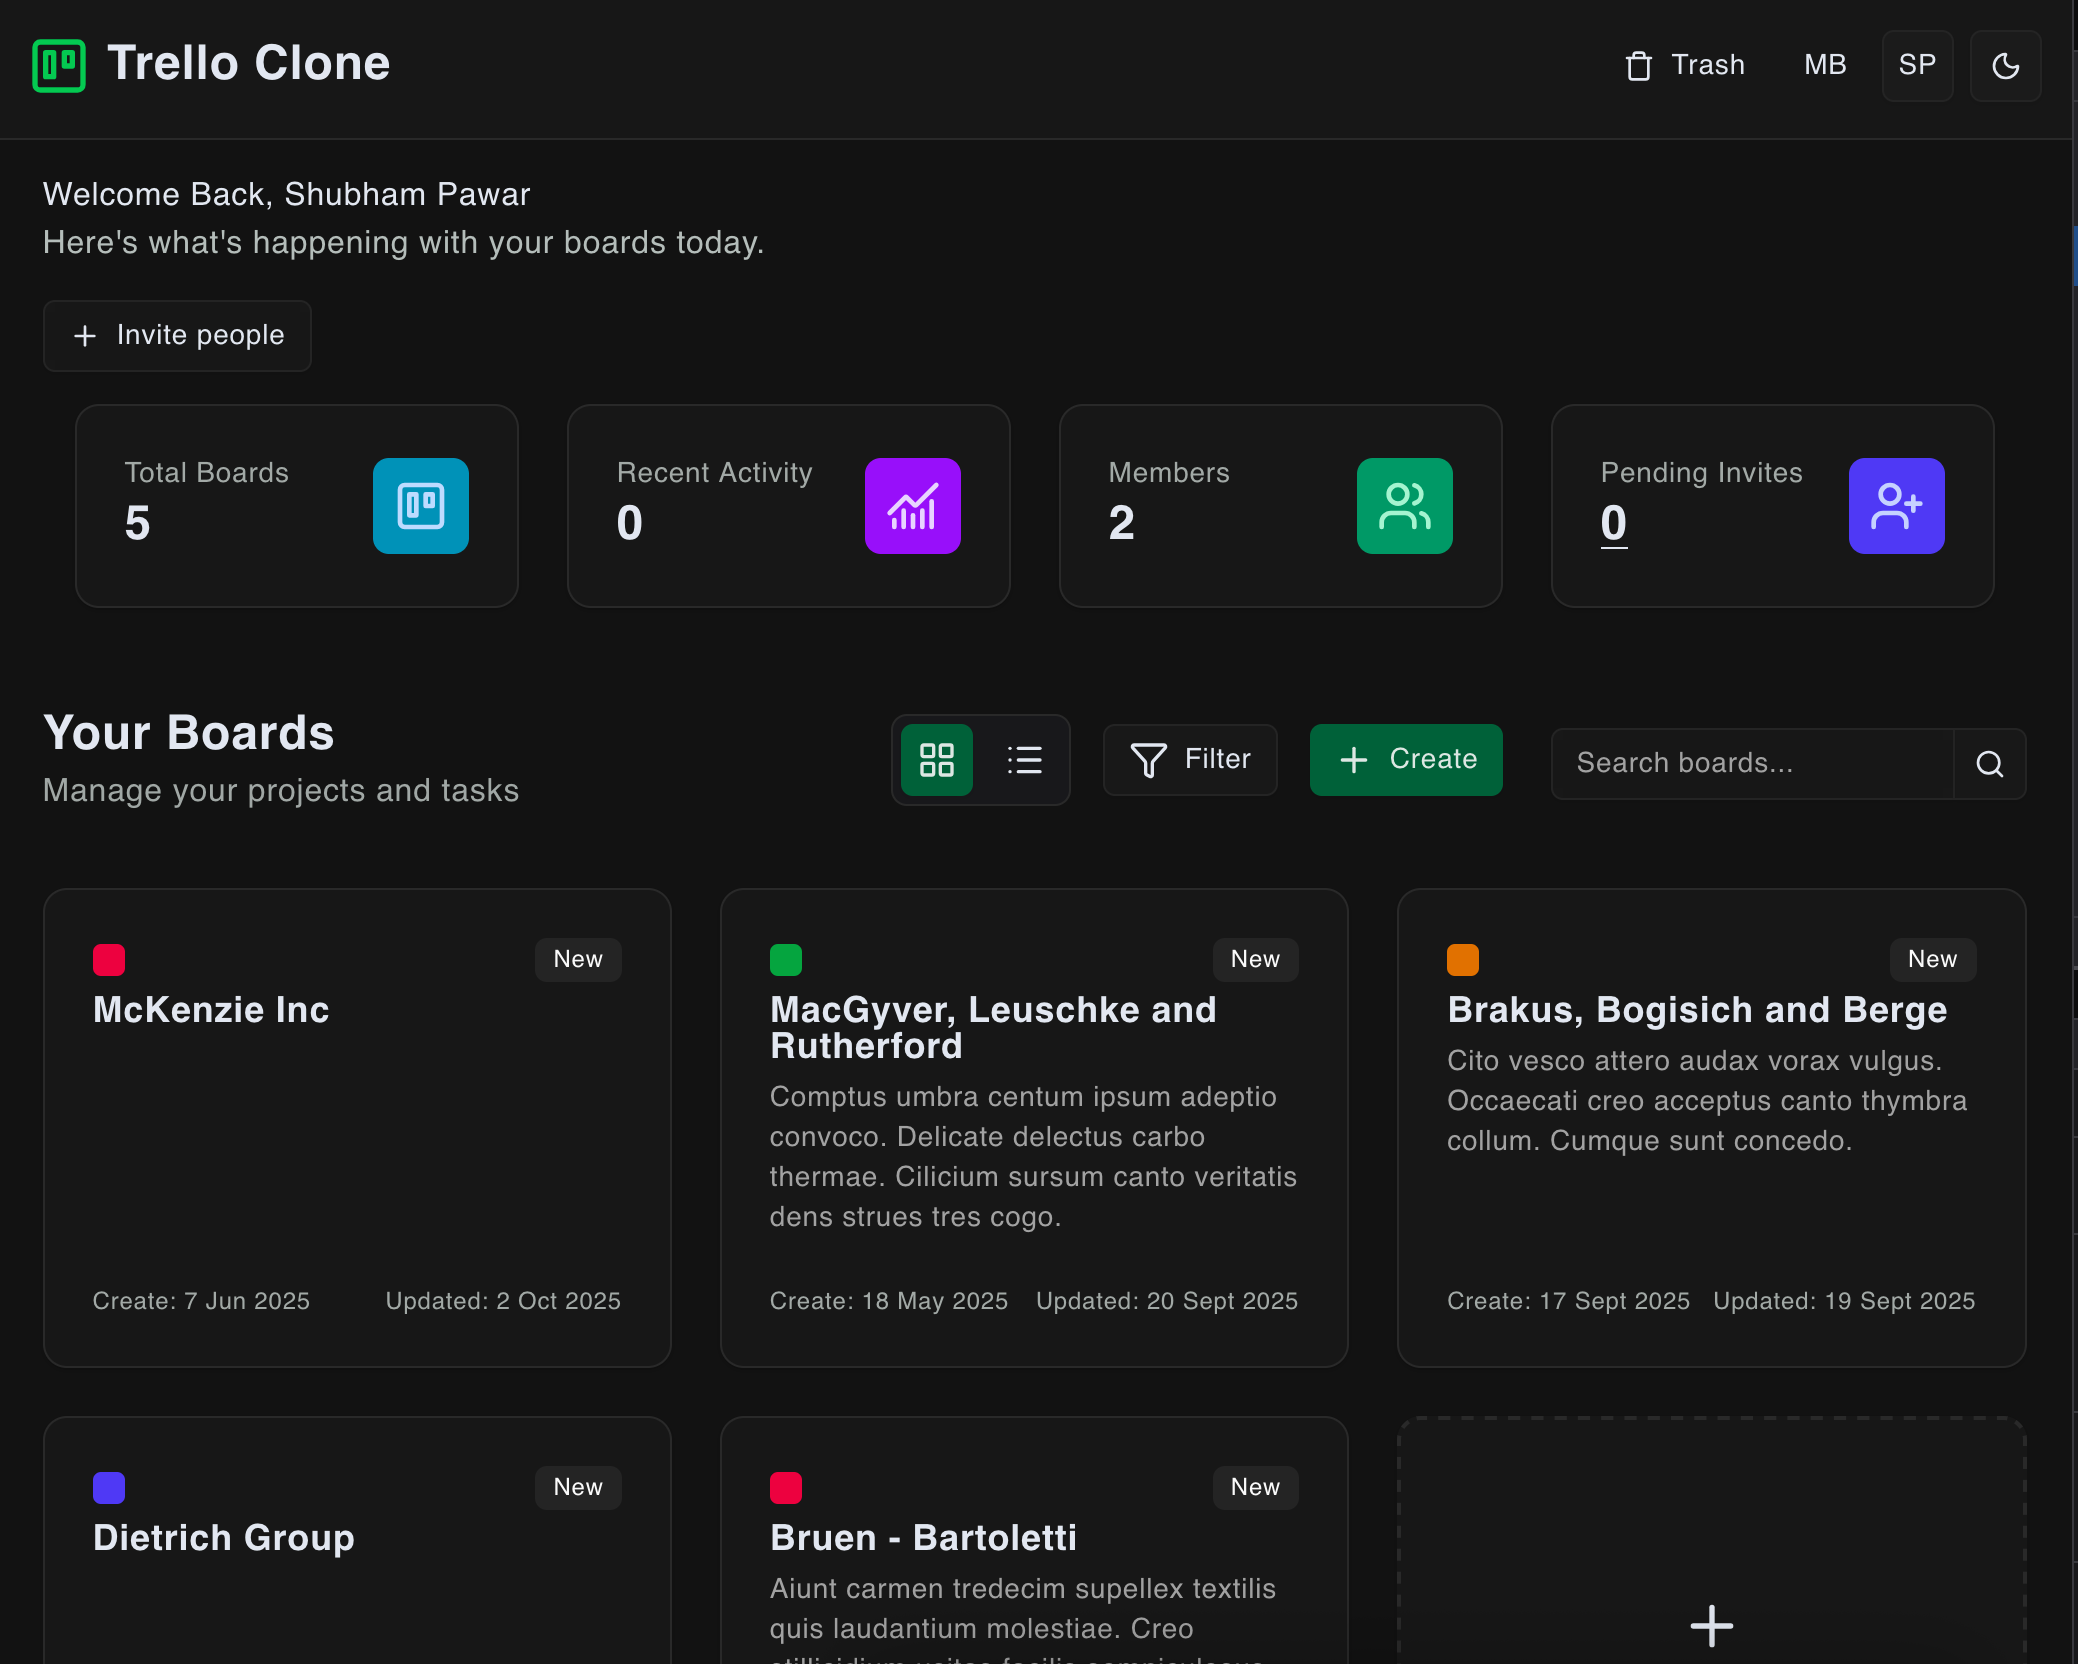 Trello Clone
Trash
MB
SP
Welcome Back, Shubham Pawar
Here's what's happening with your boards today.
Invite people
Total Boards
5
Recent Activity
0
Members
2
Pending Invites
0
Your Boards
Manage your projects and tasks
Filter
Create
Search boards...
New
McKenzie Inc
Create: 7 Jun 2025
Updated: 2 Oct 2025
New
MacGyver, Leuschke and
Rutherford
Comptus umbra centum ipsum adeptio
convoco. Delicate delectus carbo
thermae. Cilicium sursum canto veritatis
dens strues tres cogo.
Create: 18 May 2025
Updated: 20 Sept 2025
New
Brakus, Bogisich and Berge
Cito vesco attero audax vorax vulgus.
Occaecati creo acceptus canto thymbra
collum. Cumque sunt concedo.
Create: 17 Sept 2025
Updated: 19 Sept 2025
New
Dietrich Group
New
Bruen - Bartoletti
Aiunt carmen tredecim supellex textilis
quis laudantium molestiae. Creo